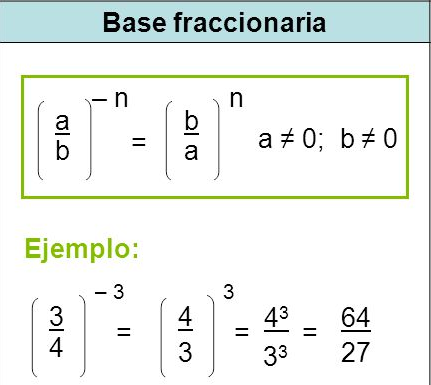 Base fraccionaria
(a/b)^– n = (b/a)^n a ≠ 0; b ≠ 0
Ejemplo:
(3/4)^– 3 = (4/3)^3 = 4³/3³ = 64/27